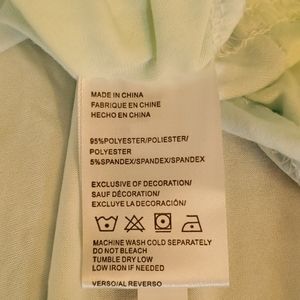 MADE IN CHINA
FABRIQUE EN CHINE
HECHO EN CHINA
95%POLYESTER/POLIESTER/
POLYESTER
5%SPANDEX/SPANDEX/SPANDEX
EXCLUSIVE OF DECORATION/
SAUF DÉCORATION/
EXCLUYE LA DECORACIÓN/
MACHINE WASH COLD SEPARATELY
DO NOT BLEACH
TUMBLE DRY LOW
LOW IRON IF NEEDED
VERSO/AL REVERSO